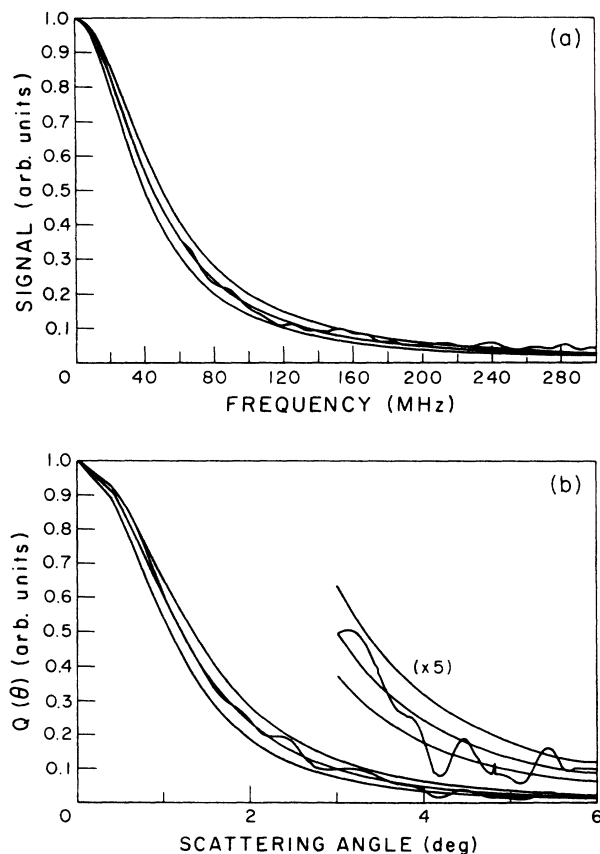 (a)
SIGNAL (arb. units)
1.0
0.9
0.8
0.7
0.6
0.5
0.4
0.3
0.2
0.1
0 40 80 120 160 200 240 280
FREQUENCY (MHz)
(b)
Q(θ) (arb. units)
1.0
0.9
0.8
0.7
0.6
0.5
0.4
0.3
0.2
0.1
(x5)
0 2 4 6
SCATTERING ANGLE (deg)